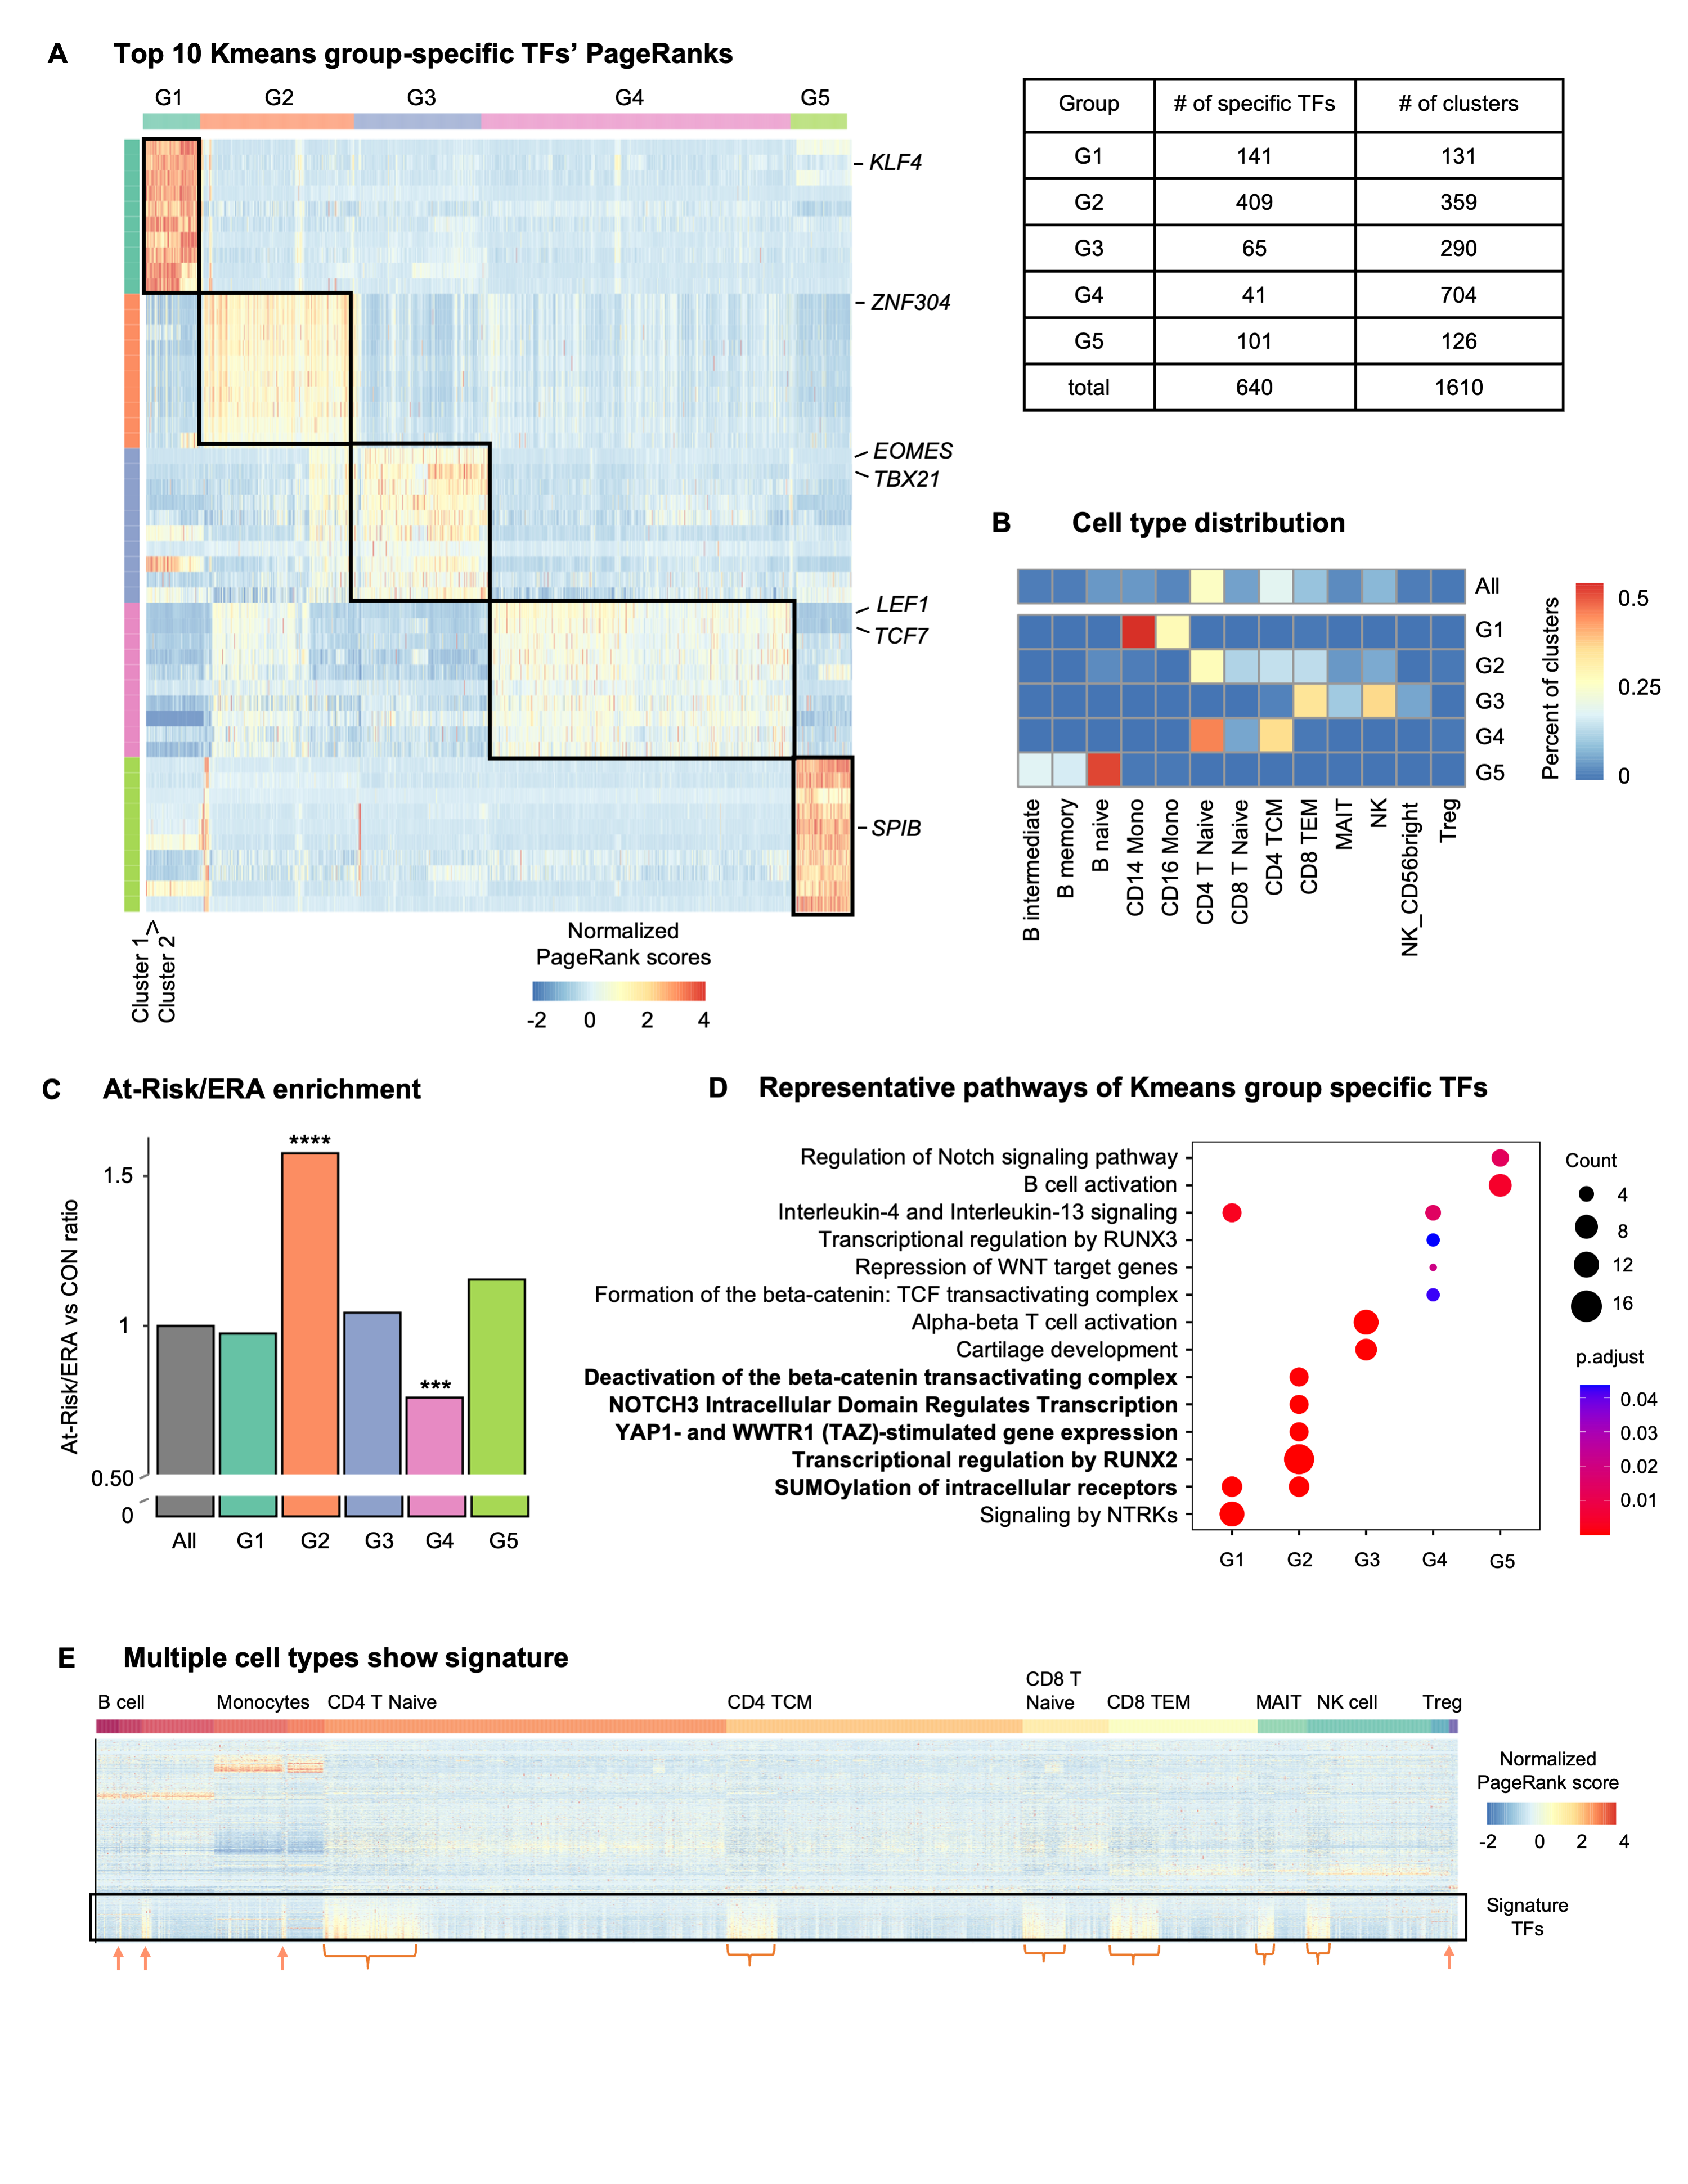 A Top 10 Kmeans group-specific TFs' PageRanks
G1 G2 G3 G4 G5
KLF4
ZNF304
EOMES
TBX21
LEF1
TCF7
SPIB
Cluster 1
Cluster 2
Normalized
PageRank scores
-2 0 2 4
Group # of specific TFs # of clusters
G1 141 131
G2 409 359
G3 65 290
G4 41 704
G5 101 126
total 640 1610
B Cell type distribution
All
G1
G2
G3
G4
G5
B intermediate
B memory
B naive
CD14 Mono
CD16 Mono
CD4 T Naive
CD8 T Naive
CD4 TCM
CD8 TEM
MAIT
NK
NK_CD56bright
Treg
Percent of clusters
0.5
0.25
0
C At-Risk/ERA enrichment
At-Risk/ERA vs CON ratio
1.5
1
0.50
0
****
***
All G1 G2 G3 G4 G5
D Representative pathways of Kmeans group specific TFs
Regulation of Notch signaling pathway
B cell activation
Interleukin-4 and Interleukin-13 signaling
Transcriptional regulation by RUNX3
Repression of WNT target genes
Formation of the beta-catenin: TCF transactivating complex
Alpha-beta T cell activation
Cartilage development
Deactivation of the beta-catenin transactivating complex
NOTCH3 Intracellular Domain Regulates Transcription
YAP1- and WWTR1 (TAZ)-stimulated gene expression
Transcriptional regulation by RUNX2
SUMOylation of intracellular receptors
Signaling by NTRKs
G1 G2 G3 G4 G5
Count
4
8
12
16
p.adjust
0.04
0.03
0.02
0.01
E Multiple cell types show signature
B cell Monocytes CD4 T Naive CD4 TCM CD8 T Naive CD8 TEM MAIT NK cell Treg
Normalized
PageRank score
-2 0 2 4
Signature
TFs